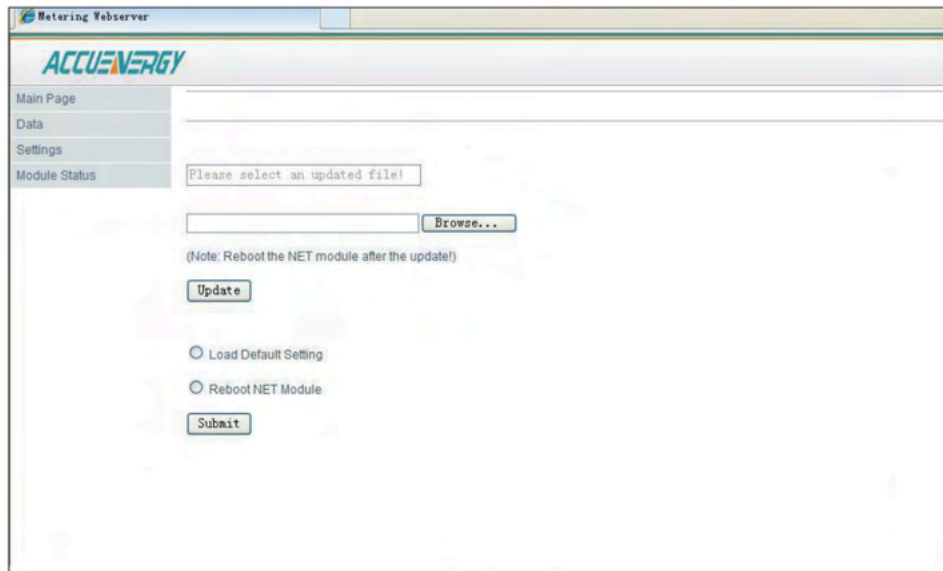 Metering Webserver
ACCUENERGY
Main Page
Data
Settings
Module Status
Please select an updated file!
Browse...
(Note: Reboot the NET module after the update!)
Update
Load Default Setting
Reboot NET Module
Submit